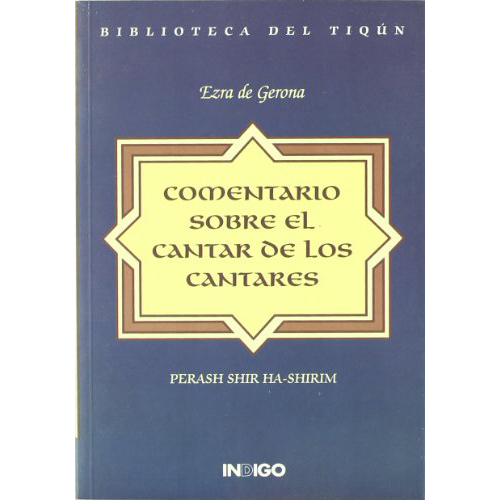 BIBLIOTECA DEL TIQÚN
Ezra de Gerona
COMENTARIO
SOBRE EL
CANTAR DE LOS
CANTARES
PERASH SHIR HA-SHIRIM
INDIGO